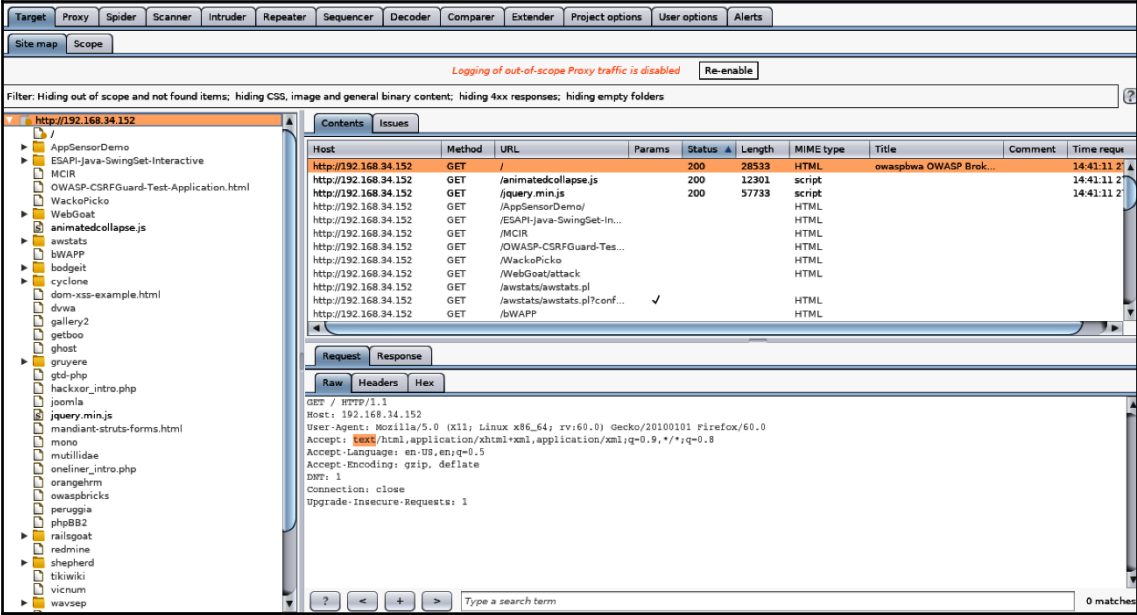 Target Proxy Spider Scanner Intruder Repeater Sequencer Decoder Comparer Extender Project options User options Alerts
Site map Scope
Logging of out-of-scope Proxy traffic is disabled Re-enable
Filter: Hiding out of scope and not found items; hiding CSS, image and general binary content; hiding 4xx responses; hiding empty folders ?
http://192.168.34.152
/
AppSensorDemo
ESAPI-Java-SwingSet-Interactive
MCIR
OWASP-CSRFGuard-Test-Application.html
WackoPicko
WebGoat
animatedcollapse.js
awstats
bWAPP
bodgeit
cyclone
dom-xss-example.html
dvwa
gallery2
getboo
ghost
gruyere
gtd-php
hackxor_intro.php
joomla
jquery.min.js
mandiant-struts-forms.html
mono
mutillidae
oneliner_intro.php
orangehrm
owaspbricks
peruggia
phpBB2
railsgoat
redmine
shepherd
tikiwiki
vicnum
wavsep
Contents Issues
Host Method URL Params Status Length MIME type Title Comment Time reque
http://192.168.34.152 GET / 200 28533 HTML owaspbwa OWASP Brok... 14:41:11 2
http://192.168.34.152 GET /animatedcollapse.js 200 12301 script 14:41:11 2
http://192.168.34.152 GET /jquery.min.js 200 57733 script 14:41:11 2
http://192.168.34.152 GET /AppSensorDemo/ HTML
http://192.168.34.152 GET /ESAPI-Java-SwingSet-In... HTML
http://192.168.34.152 GET /MCIR HTML
http://192.168.34.152 GET /OWASP-CSRFGuard-Tes... HTML
http://192.168.34.152 GET /WackoPicko HTML
http://192.168.34.152 GET /WebGoat/attack HTML
http://192.168.34.152 GET /awstats/awstats.pl
http://192.168.34.152 GET /awstats/awstats.pl?conf... ✓ HTML
http://192.168.34.152 GET /bWAPP HTML
Request Response
Raw Headers Hex
GET / HTTP/1.1
Host: 192.168.34.152
User-Agent: Mozilla/5.0 (X11; Linux x86_64; rv:60.0) Gecko/20100101 Firefox/60.0
Accept: text/html,application/xhtml+xml,application/xml;q=0.9,*/*;q=0.8
Accept-Language: en-US,en;q=0.5
Accept-Encoding: gzip, deflate
DNT: 1
Connection: close
Upgrade-Insecure-Requests: 1
? < + > Type a search term 0 matches